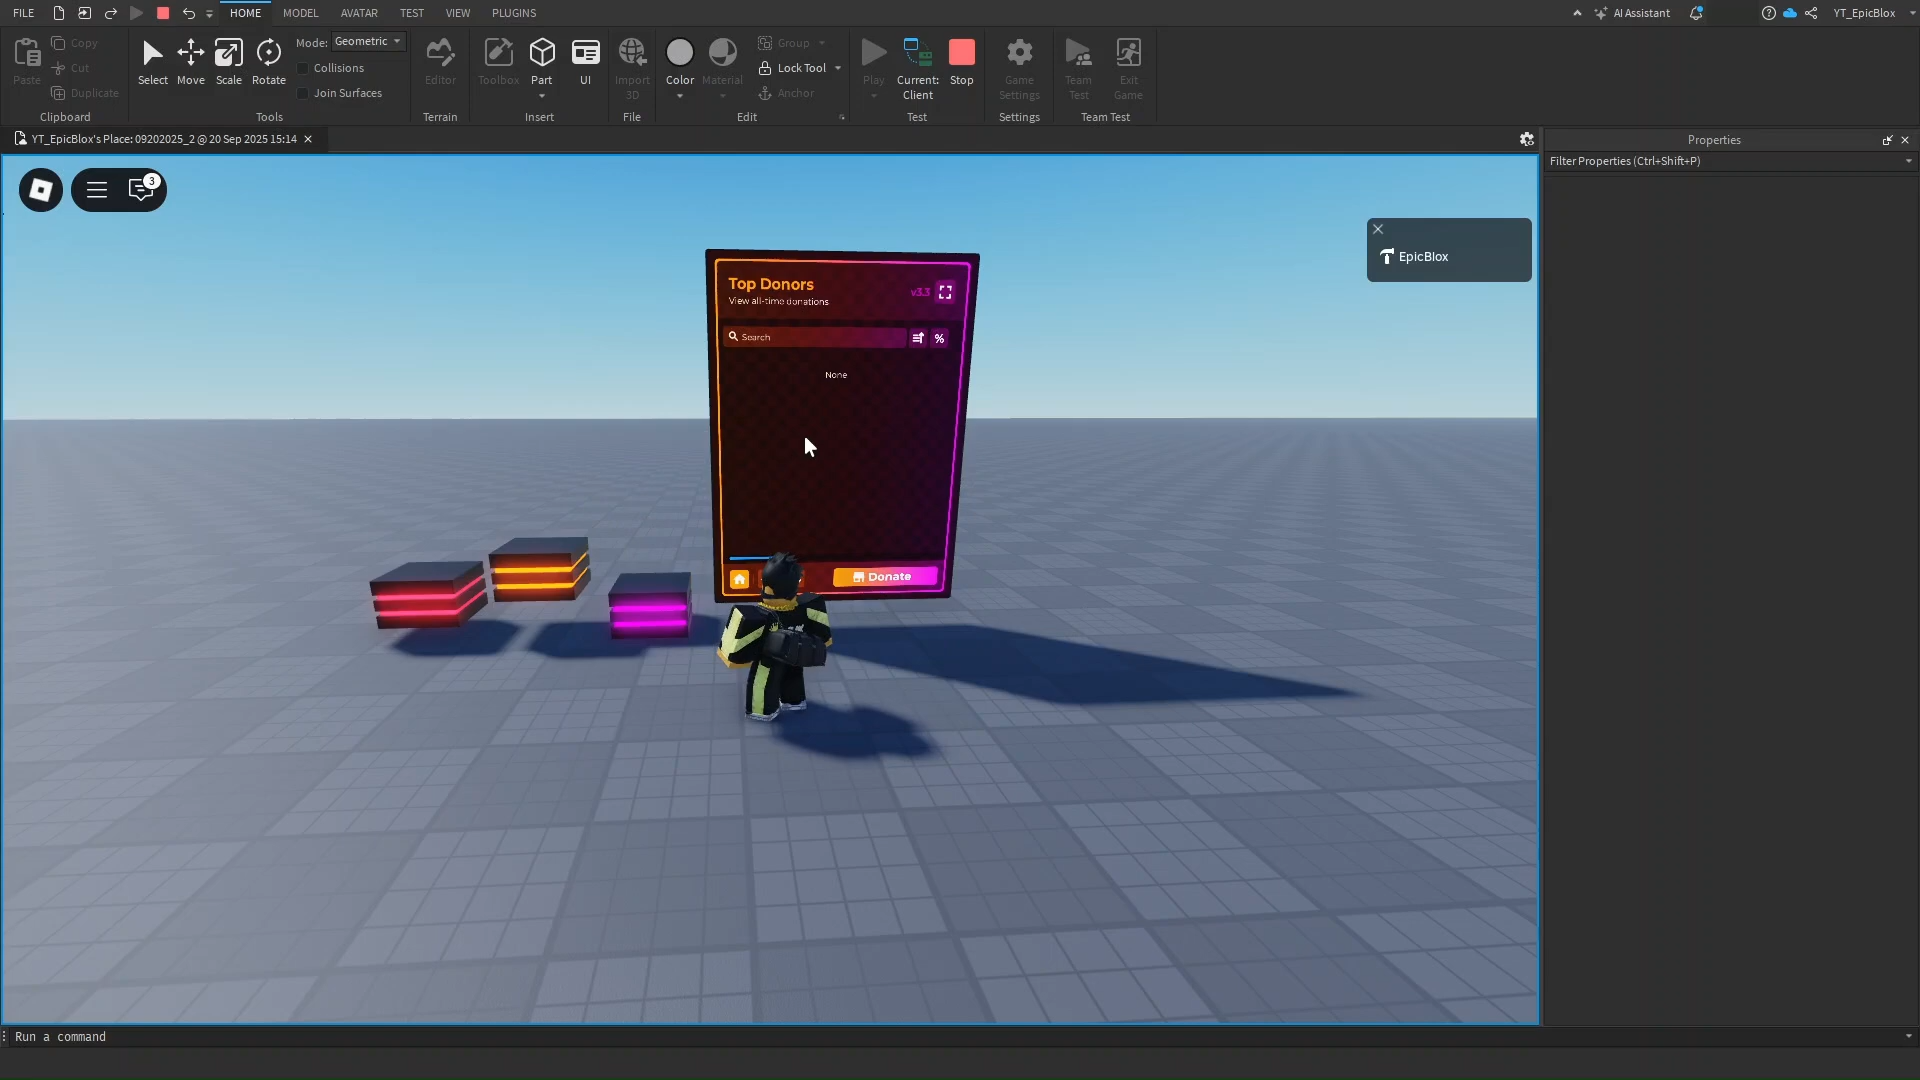 FILE HOME MODEL AVATAR TEST VIEW PLUGINS AI Assistant YT_EpicBlox
Copy
Cut
Duplicate
Paste
Clipboard
Select Move Scale Rotate
Mode: Geometric
Collisions
Join Surfaces
Tools
Editor
Terrain
Toolbox Part UI
Insert
Import
3D
File
Color Material
Group
Lock Tool
Anchor
Edit
Play Current:
Client
Stop
Test
Game
Settings
Settings
Team
Test
Exit
Game
Team Test
YT_EpicBlox's Place: 09202025_2 @ 20 Sep 2025 15:14
Properties
Filter Properties (Ctrl+Shift+P)
3
EpicBlox
Top Donors
View all-time donations
v3.3
Search
%
None
Donate
Run a command